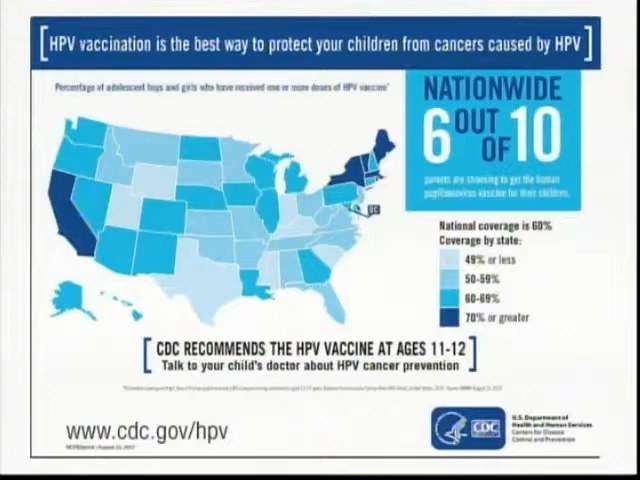 HPV vaccination is the best way to protect your children from cancers caused by HPV
Percentage of adolescent boys and girls who have received one or more doses of HPV vaccine*
NATIONWIDE
6 OUT OF 10
parents are choosing to get the human
papillomavirus vaccine for their children.
DC
National coverage is 60%
Coverage by state:
49% or less
50-59%
60-69%
70% or greater
CDC RECOMMENDS THE HPV VACCINE AT AGES 11-12
Talk to your child's doctor about HPV cancer prevention
www.cdc.gov/hpv
CDC
U.S. Department of
Health and Human Services
Centers for Disease
Control and Prevention